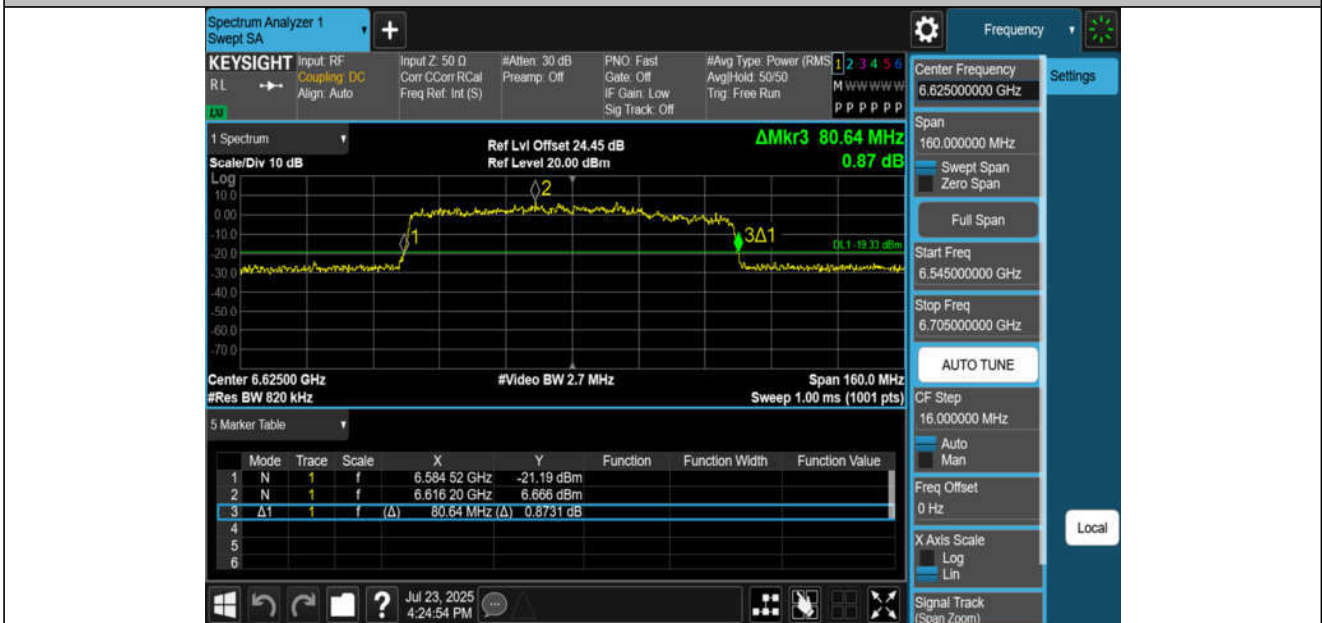 Spectrum Analyzer 1
Swept SA
+
Frequency
KEYSIGHT
RL
Input: RF
Coupling: DC
Align: Auto
Input Z: 50 Ω
Corr CCorr RCal
Freq Ref: Int (S)
#Atten: 30 dB
Preamp: Off
PNO: Fast
Gate: Off
IF Gain: Low
Sig Track: Off
#Avg Type: Power (RMS
Avg|Hold: 50/50
Trig: Free Run
1 2 3 4 5 6
M W W W W W
P P P P P P
1 Spectrum
Scale/Div 10 dB
Log
Ref Lvl Offset 24.45 dB
Ref Level 20.00 dBm
ΔMkr3 80.64 MHz
0.87 dB
10.0
0.00
-10.0
-20.0
-30.0
-40.0
-50.0
-60.0
-70.0
2
1
3Δ1
DL1 -19.33 dBm
Center 6.62500 GHz
#Res BW 820 kHz
#Video BW 2.7 MHz
Span 160.0 MHz
Sweep 1.00 ms (1001 pts)
5 Marker Table
Mode Trace Scale X Y Function Function Width Function Value
1 N 1 f 6.584 52 GHz -21.19 dBm
2 N 1 f 6.616 20 GHz 6.666 dBm
3 Δ1 1 f (Δ) 80.64 MHz (Δ) 0.8731 dB
4
5
6
?
Jul 23, 2025
4:24:54 PM
Center Frequency
6.625000000 GHz
Span
160.000000 MHz
Swept Span
Zero Span
Full Span
Start Freq
6.545000000 GHz
Stop Freq
6.705000000 GHz
AUTO TUNE
CF Step
16.000000 MHz
Auto
Man
Freq Offset
0 Hz
X Axis Scale
Log
Lin
Signal Track
(Span Zoom)
Settings
Local